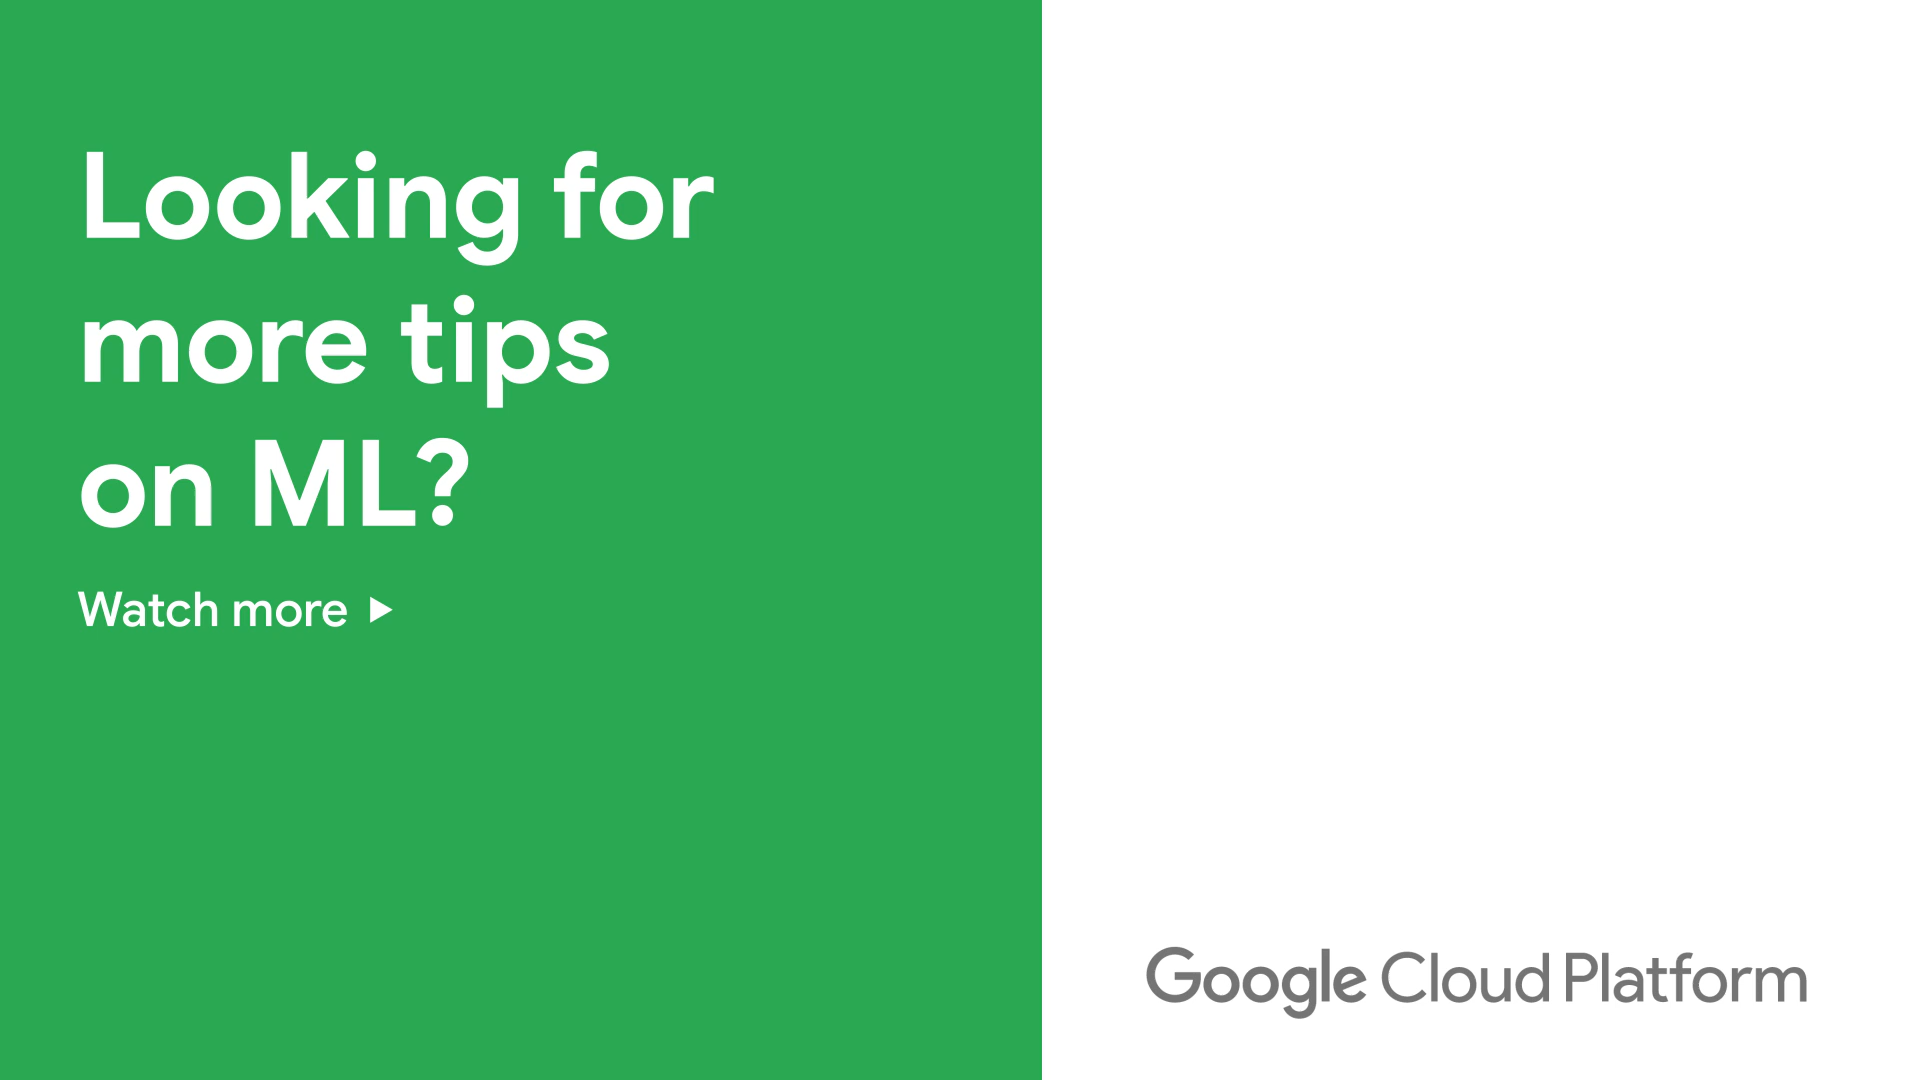 Looking for
more tips
on ML?
Watch more
Google Cloud Platform